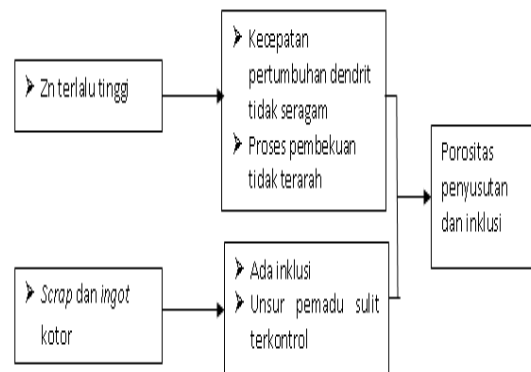 ➤ Zn terlalu tinggi
➤ Kecepatan
pertumbuhan dendrit
tidak seragam
➤ Proses pembekuan
tidak terarah
Porositas
penyusutan
dan inklusi
➤ Scrap dan ingot
kotor
➤ Ada inklusi
➤ Unsur pemadu sulit
terkontrol